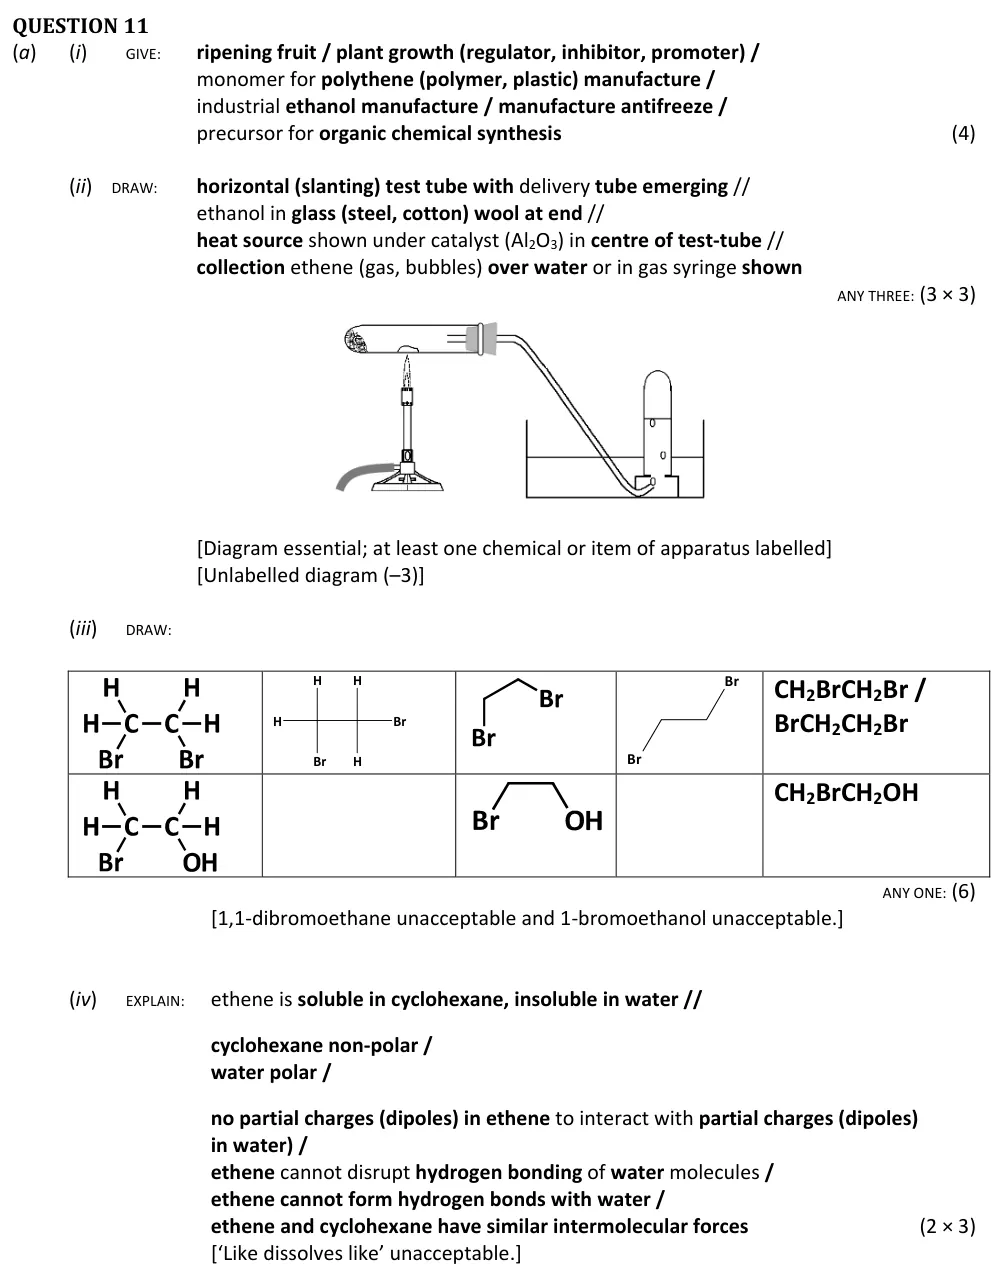 QUESTION 11
(a) (i) GIVE: ripening fruit / plant growth (regulator, inhibitor, promoter) /
monomer for polythene (polymer, plastic) manufacture /
industrial ethanol manufacture / manufacture antifreeze /
precursor for organic chemical synthesis (4)
(ii) DRAW: horizontal (slanting) test tube with delivery tube emerging //
ethanol in glass (steel, cotton) wool at end //
heat source shown under catalyst (Al₂O₃) in centre of test-tube //
collection ethene (gas, bubbles) over water or in gas syringe shown
ANY THREE: (3 × 3)
[Diagram essential; at least one chemical or item of apparatus labelled]
[Unlabelled diagram (–3)]
(iii) DRAW:
H H
H–C–C–H
Br Br
H H
H Br
Br H
Br
Br
Br
Br
CH₂BrCH₂Br /
BrCH₂CH₂Br
H H
H–C–C–H
Br OH
Br OH
CH₂BrCH₂OH
ANY ONE: (6)
[1,1-dibromoethane unacceptable and 1-bromoethanol unacceptable.]
(iv) EXPLAIN: ethene is soluble in cyclohexane, insoluble in water //
cyclohexane non-polar /
water polar /
no partial charges (dipoles) in ethene to interact with partial charges (dipoles)
in water) /
ethene cannot disrupt hydrogen bonding of water molecules /
ethene cannot form hydrogen bonds with water /
ethene and cyclohexane have similar intermolecular forces (2 × 3)
[‘Like dissolves like’ unacceptable.]